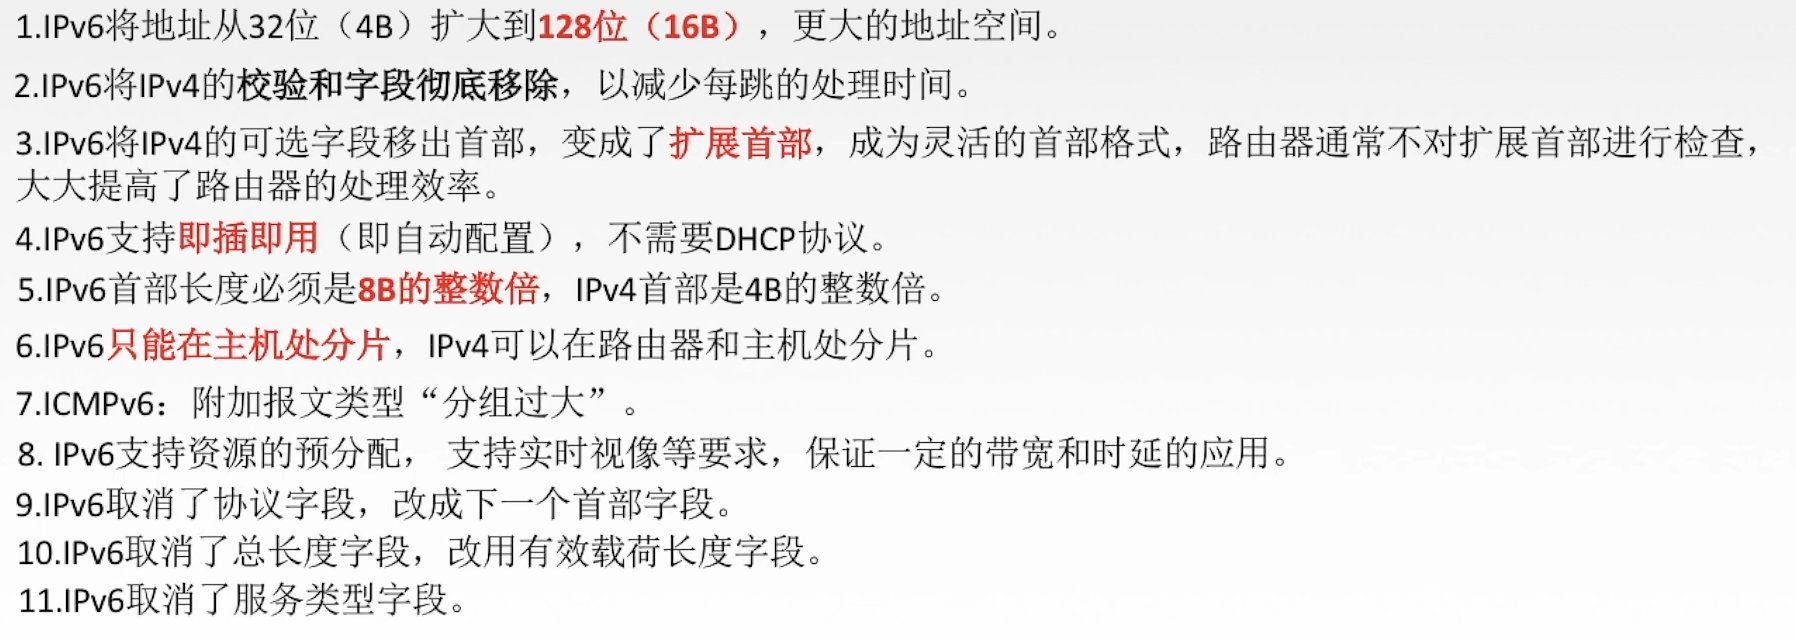 1.IPv6将地址从32位（4B）扩大到128位（16B），更大的地址空间。
2.IPv6将IPv4的校验和字段彻底移除，以减少每跳的处理时间。
3.IPv6将IPv4的可选字段移出首部，变成了扩展首部，成为灵活的首部格式，路由器通常不对扩展首部进行检查，
大大提高了路由器的处理效率。
4.IPv6支持即插即用（即自动配置），不需要DHCP协议。
5.IPv6首部长度必须是8B的整数倍，IPv4首部是4B的整数倍。
6.IPv6只能在主机处分片，IPv4可以在路由器和主机处分片。
7.ICMPv6：附加报文类型“分组过大”。
8. IPv6支持资源的预分配， 支持实时视像等要求，保证一定的带宽和时延的应用。
9.IPv6取消了协议字段，改成下一个首部字段。
10.IPv6取消了总长度字段，改用有效载荷长度字段。
11.IPv6取消了服务类型字段。